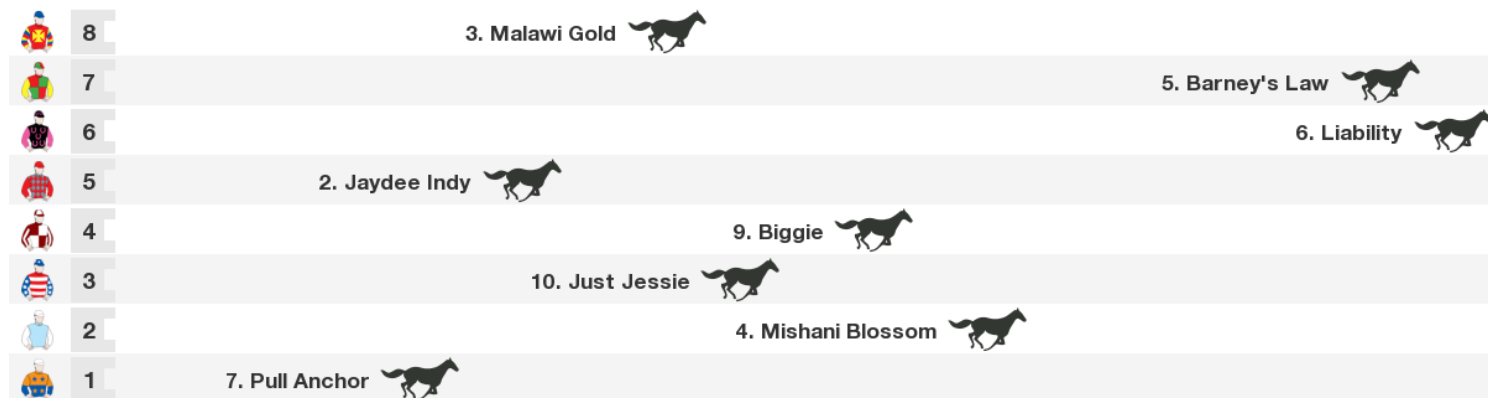 8 3. Malawi Gold
7 5. Barney's Law
6 6. Liability
5 2. Jaydee Indy
4 9. Biggie
3 10. Just Jessie
2 4. Mishani Blossom
1 7. Pull Anchor